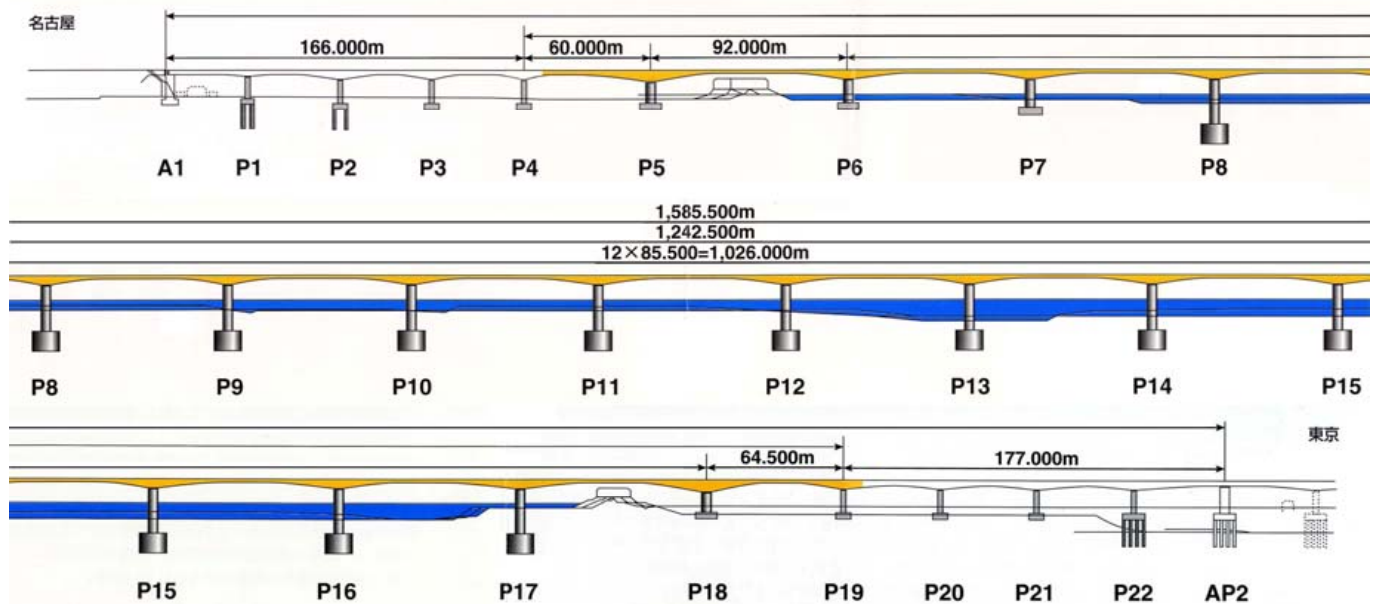 名古屋
166.000m 60.000m 92.000m
A1 P1 P2 P3 P4 P5 P6 P7 P8
1,585.500m
1,242.500m
12×85.500=1,026.000m
P8 P9 P10 P11 P12 P13 P14 P15
東京
64.500m 177.000m
P15 P16 P17 P18 P19 P20 P21 P22 AP2